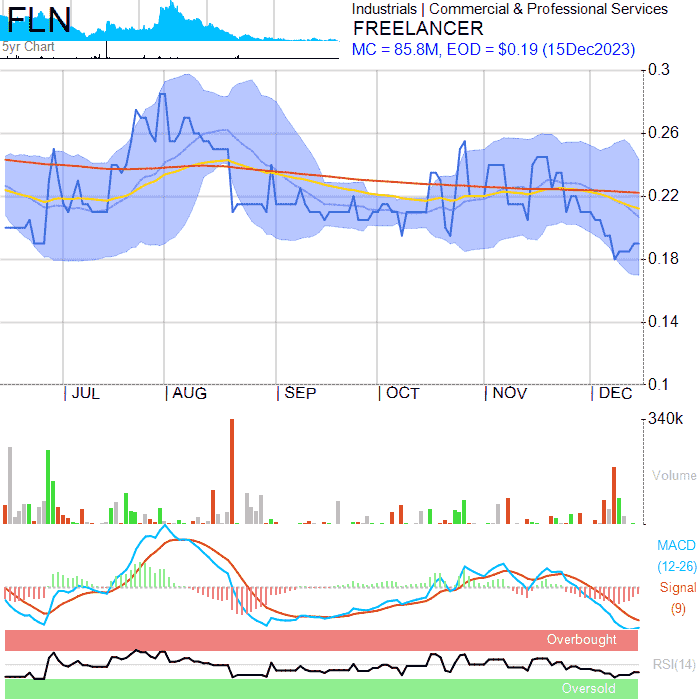 FLN
5yr Chart
Industrials | Commercial & Professional Services
FREELANCER
MC = 85.8M, EOD = $0.19 (15Dec2023)
0.3
0.26
0.22
0.18
0.14
0.1
| JUL | AUG | SEP | OCT | NOV | DEC
340k
Volume
MACD
(12-26)
Signal
(9)
Overbought
RSI(14)
Oversold